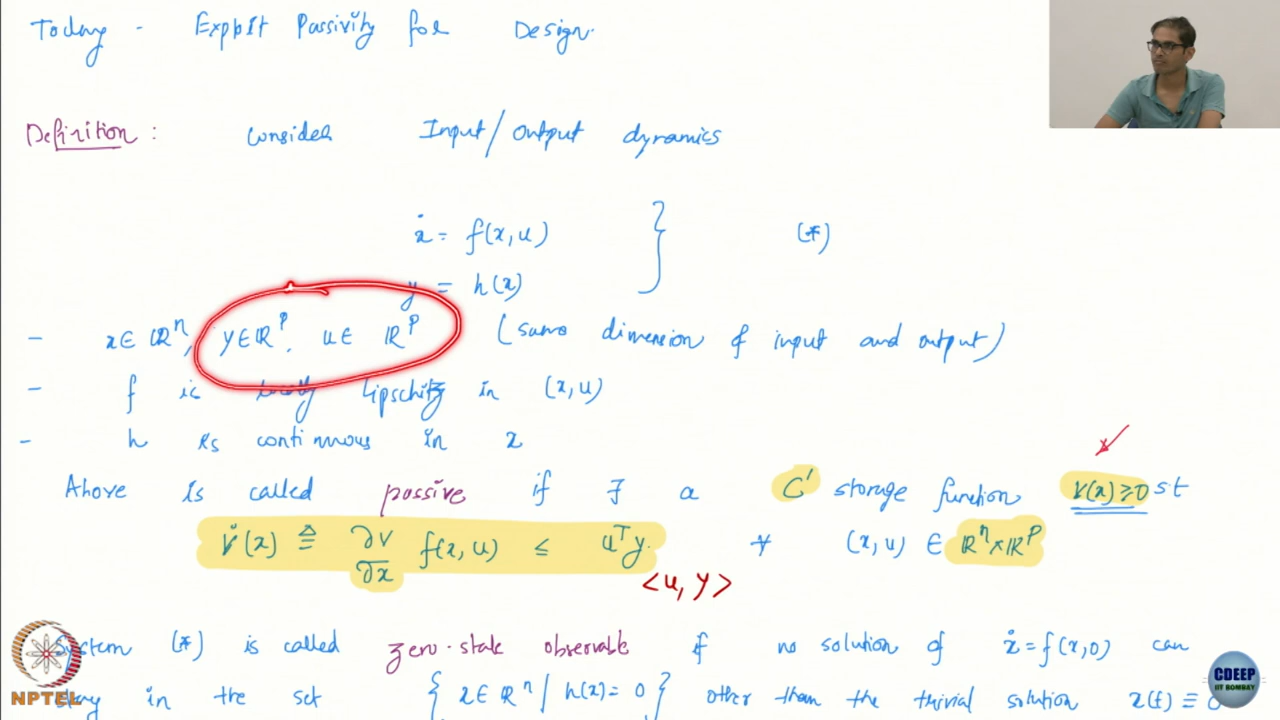 Today - Exploit Passivity for Design.
Definition: Consider Input/output dynamics
ẋ = f(x,u) } (*)
y = h(x)
- x ∈ ℝⁿ, y ∈ ℝᵖ, u ∈ ℝᵖ (same dimension of input and output)
- f is locally Lipschitz in (x,u)
- h is continuous in x
Above is called passive if ∃ a C¹ storage function V(x) ≥ 0 st
V̇(x) ≜ ∂V/∂x f(x,u) ≤ uᵀy. ∀ (x,u) ∈ ℝⁿ×ℝᵖ
<u, y>
System (*) is called zero-state observable if no solution of ẋ = f(x,0) can
stay in the set { x ∈ ℝⁿ / h(x) = 0 } other than the trivial solution x(t) ≡ 0
NPTEL
CDEEP
IIT BOMBAY